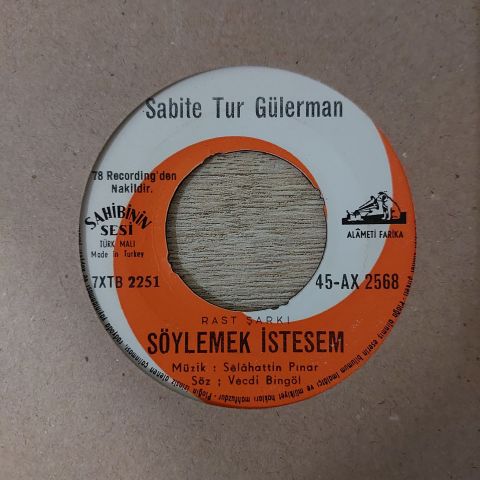 Sabite Tur Gülerman
78 Recording'den
Nakildir.
SAHİBİNİN
SESİ
TÜRK MALI
Made in Turkey
ALÂMETİ FARİKA
7XTB 2251
45-AX 2568
RAST ŞARKI
SÖYLEMEK İSTESEM
Müzik : Selâhattin Pınar
Söz : Vecdi Bingöl